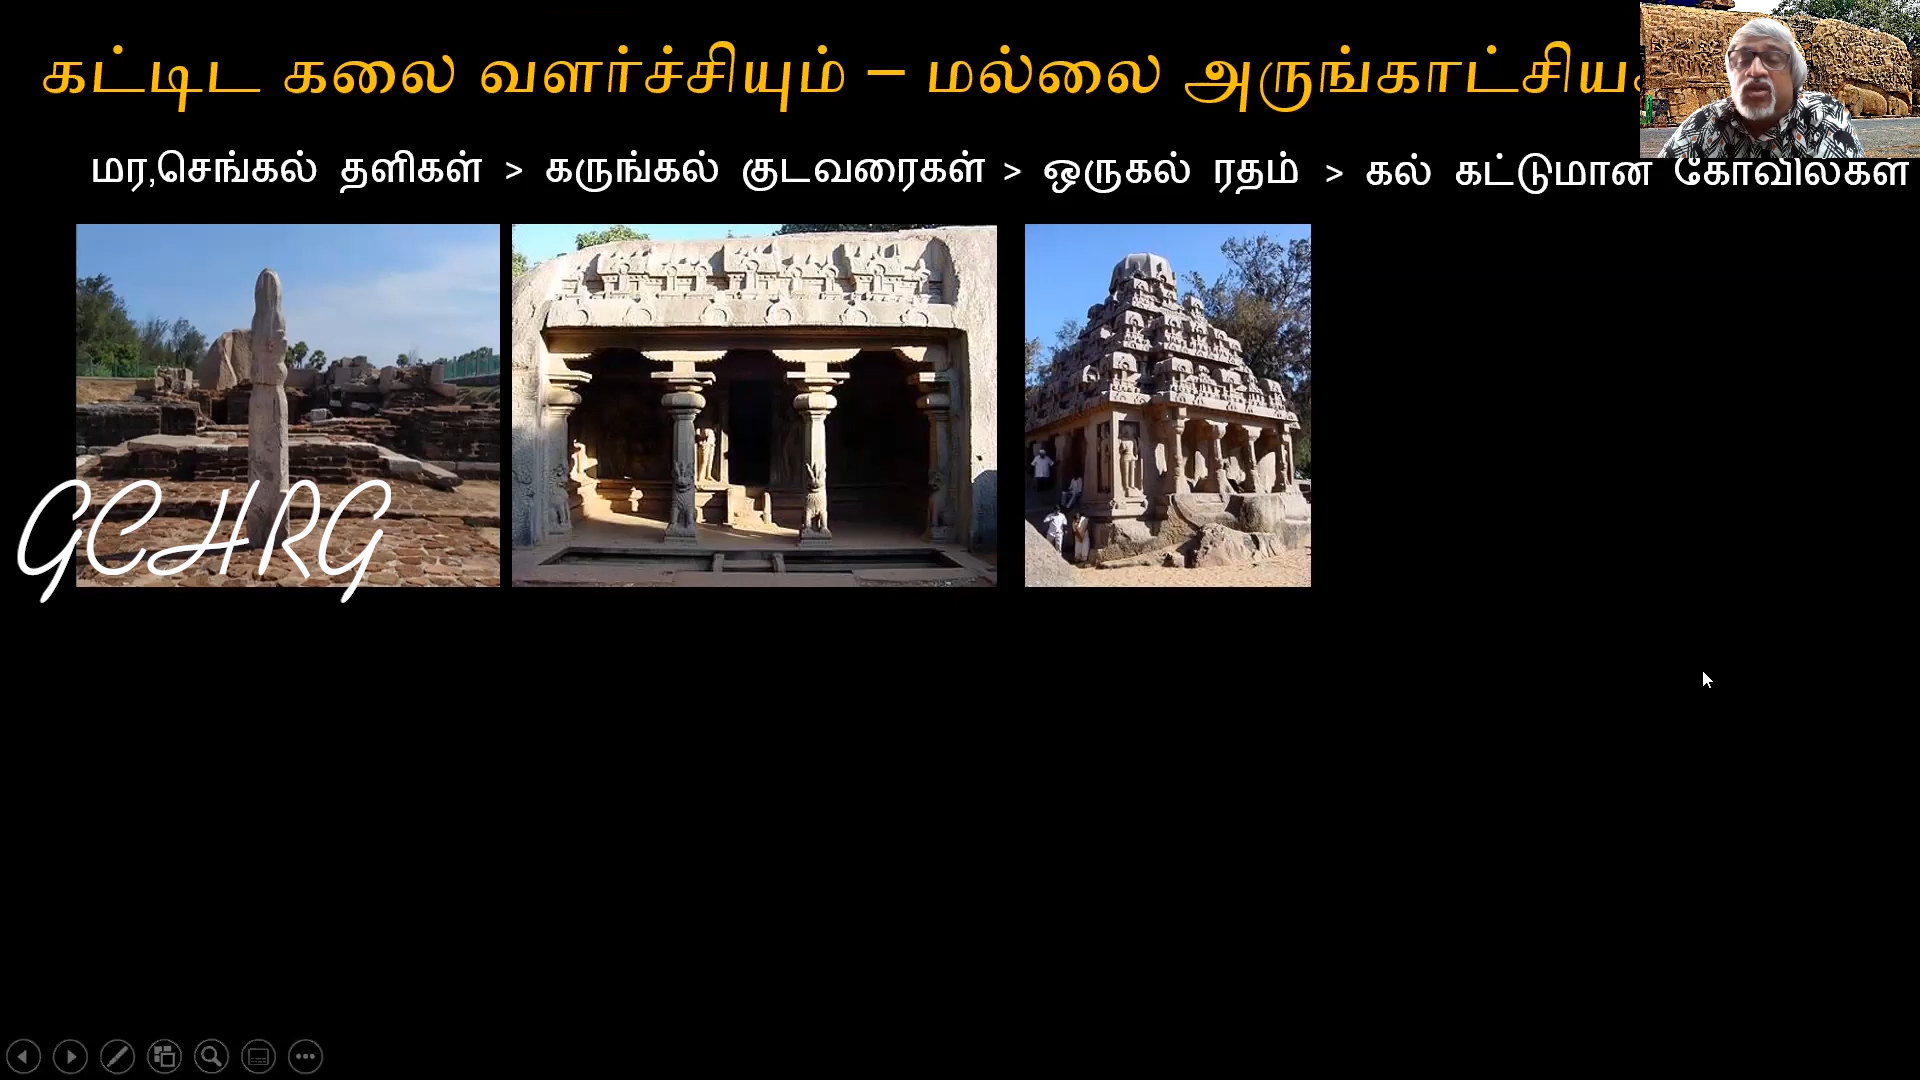 கட்டிட கலை வளர்ச்சியும் – மல்லை அருங்காட்சியக
மர,செங்கல் தளிகள் > கருங்கல் குடவரைகள் > ஒருகல் ரதம் > கல் கட்டுமான கோவில்கள்
GCHRG